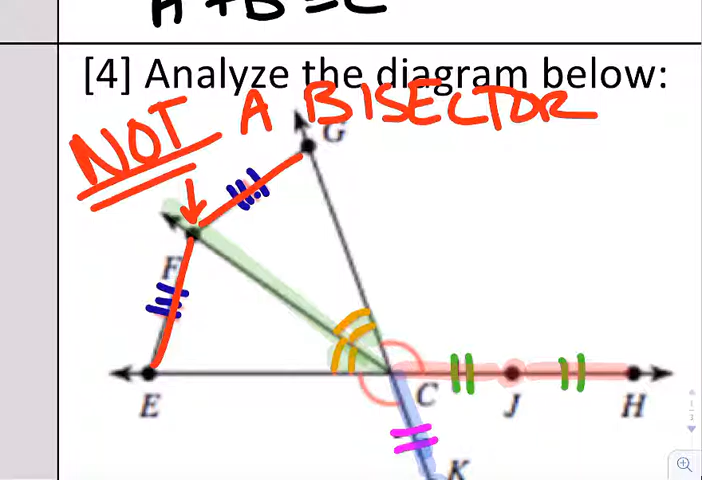 A + B = C
[4] Analyze the diagram below:
NOT A BISECTOR
G
F
E
C
J
H
K